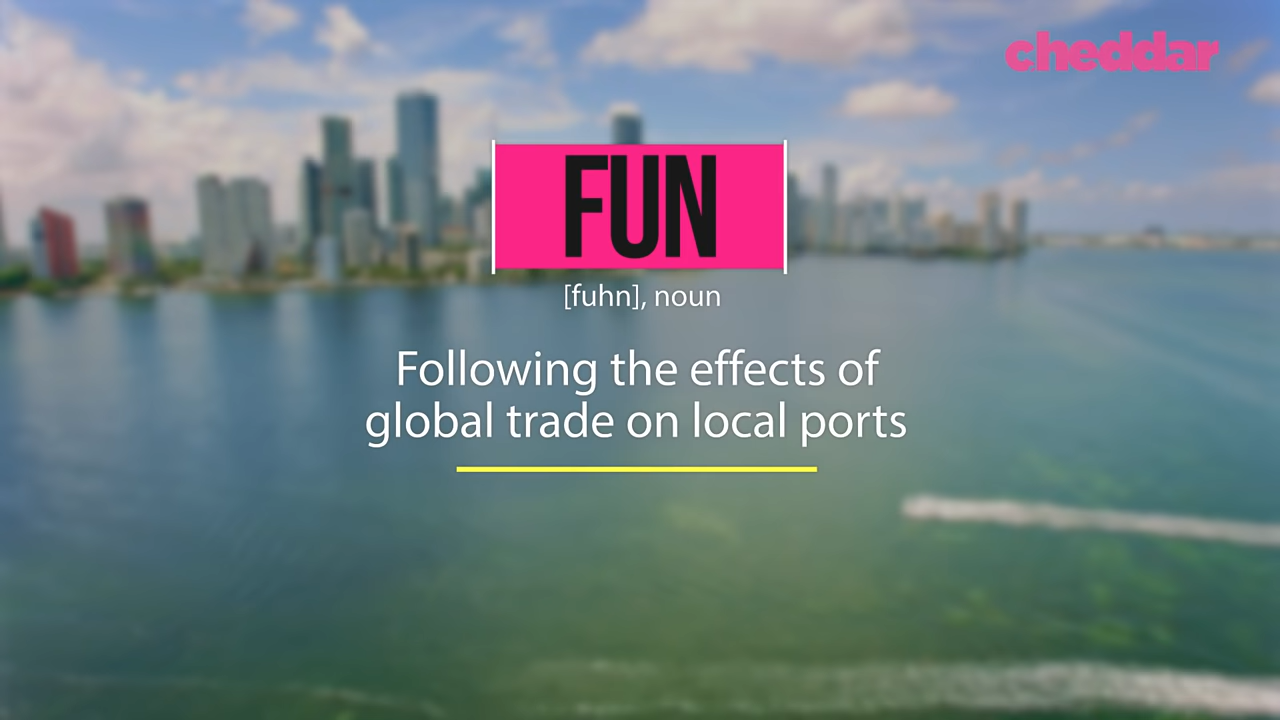 cheddar
FUN
[fuhn], noun
Following the effects of
global trade on local ports